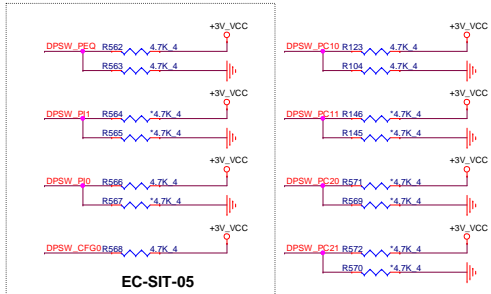 +3V_VCC
DPSW_PEQ R562 4.7K_4
R563 4.7K_4
+3V_VCC
DPSW_PI1 R564 *4.7K_4
R565 *4.7K_4
+3V_VCC
DPSW_PI0 R566 *4.7K_4
R567 *4.7K_4
+3V_VCC
DPSW_CFG0 R568 4.7K_4
EC-SIT-05
+3V_VCC
DPSW_PC10 R123 4.7K_4
R104 4.7K_4
+3V_VCC
DPSW_PC11 R146 *4.7K_4
R145 *4.7K_4
+3V_VCC
DPSW_PC20 R571 *4.7K_4
R569 *4.7K_4
+3V_VCC
DPSW_PC21 R572 *4.7K_4
R570 *4.7K_4